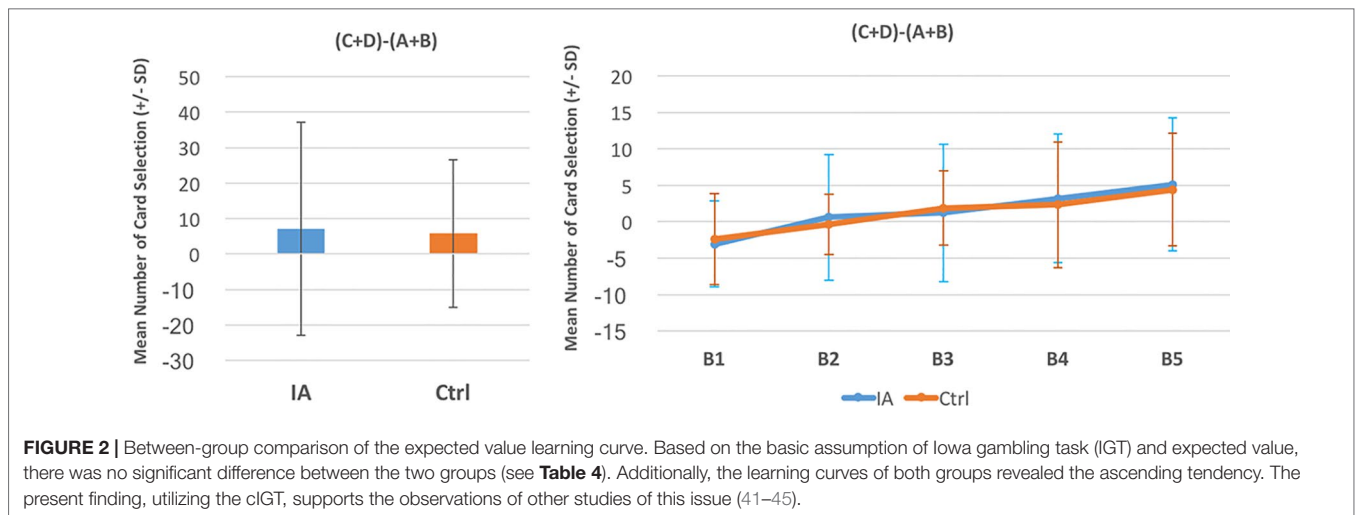 (C+D)-(A+B)
Mean Number of Card Selection (+/- SD)
50
40
30
20
10
0
-10
-20
-30
IA
Ctrl
(C+D)-(A+B)
Mean Number of Card Selection (+/- SD)
20
15
10
5
0
-5
-10
-15
B1 B2 B3 B4 B5
IA Ctrl
FIGURE 2 | Between-group comparison of the expected value learning curve. Based on the basic assumption of Iowa gambling task (IGT) and expected value,
there was no significant difference between the two groups (see Table 4). Additionally, the learning curves of both groups revealed the ascending tendency. The
present finding, utilizing the cIGT, supports the observations of other studies of this issue (41–45).